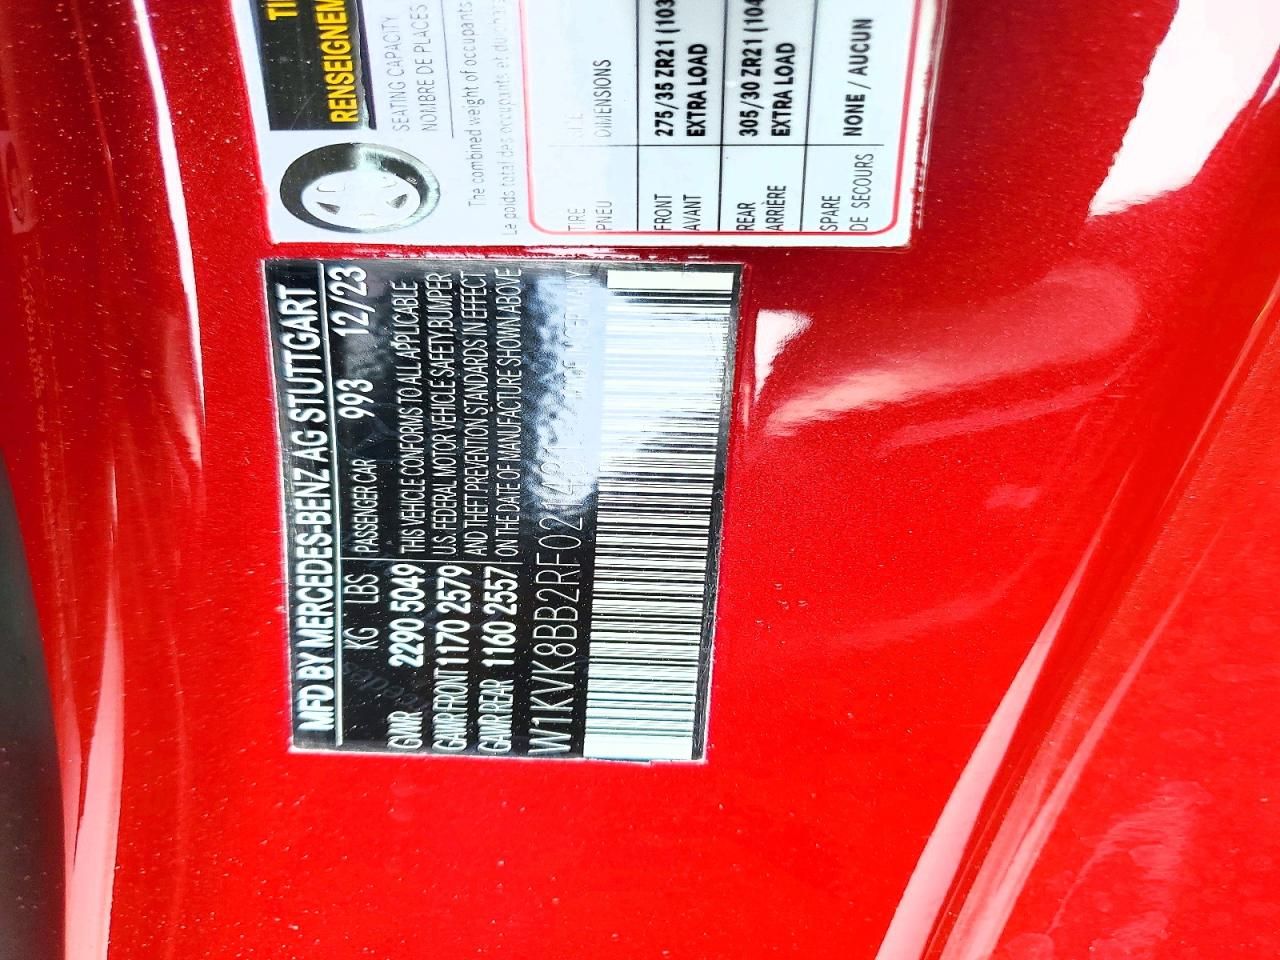 MFD BY MERCEDES-BENZ AG STUTTGART
KG LBS PASSENGER CAR 993 12/23
GVWR 2290 5049 THIS VEHICLE CONFORMS TO ALL APPLICABLE
GAWR FRONT 1170 2579 U.S. FEDERAL MOTOR VEHICLE SAFETY, BUMPER
AND THEFT PREVENTION STANDARDS IN EFFECT
GAWR REAR 1160 2557 ON THE DATE OF MANUFACTURE SHOWN ABOVE
W1KVK8BB2RF021481
TI
RENSEIGNEM
SEATING CAPACITY
NOMBRE DE PLACES
The combined weight of occupants
Le poids total des occupants et du
TIRE DIMENSIONS
PNEU
FRONT 275/35 ZR21 (103
AVANT EXTRA LOAD
REAR 305/30 ZR21 (104
ARRIÈRE EXTRA LOAD
SPARE NONE / AUCUN
DE SECOURS